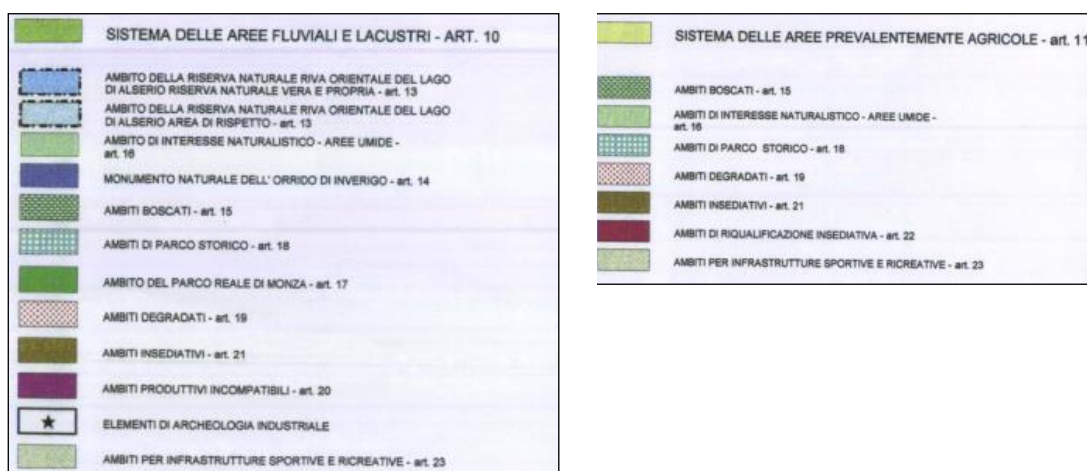 SISTEMA DELLE AREE FLUVIALI E LACUSTRI - ART. 10
AMBITO DELLA RISERVA NATURALE RIVA ORIENTALE DEL LAGO
DI ALSERIO RISERVA NATURALE VERA E PROPRIA - art. 13
AMBITO DELLA RISERVA NATURALE RIVA ORIENTALE DEL LAGO
DI ALSERIO AREA DI RISPETTO - art. 13
AMBITO DI INTERESSE NATURALISTICO - AREE UMIDE -
art. 16
MONUMENTO NATURALE DELL' ORRIDO DI INVERIGO - art. 14
AMBITI BOSCATI - art. 15
AMBITI DI PARCO STORICO - art. 18
AMBITO DEL PARCO REALE DI MONZA - art. 17
AMBITI DEGRADATI - art. 19
AMBITI INSEDIATIVI - art. 21
AMBITI PRODUTTIVI INCOMPATIBILI - art. 20
ELEMENTI DI ARCHEOLOGIA INDUSTRIALE
AMBITI PER INFRASTRUTTURE SPORTIVE E RICREATIVE - art. 23
SISTEMA DELLE AREE PREVALENTEMENTE AGRICOLE - art. 11
AMBITI BOSCATI - art. 15
AMBITI DI INTERESSE NATURALISTICO - AREE UMIDE -
art. 16
AMBITI DI PARCO STORICO - art. 18
AMBITI DEGRADATI - art. 19
AMBITI INSEDIATIVI - art. 21
AMBITI DI RIQUALIFICAZIONE INSEDIATIVA - art. 22
AMBITI PER INFRASTRUTTURE SPORTIVE E RICREATIVE - art. 23